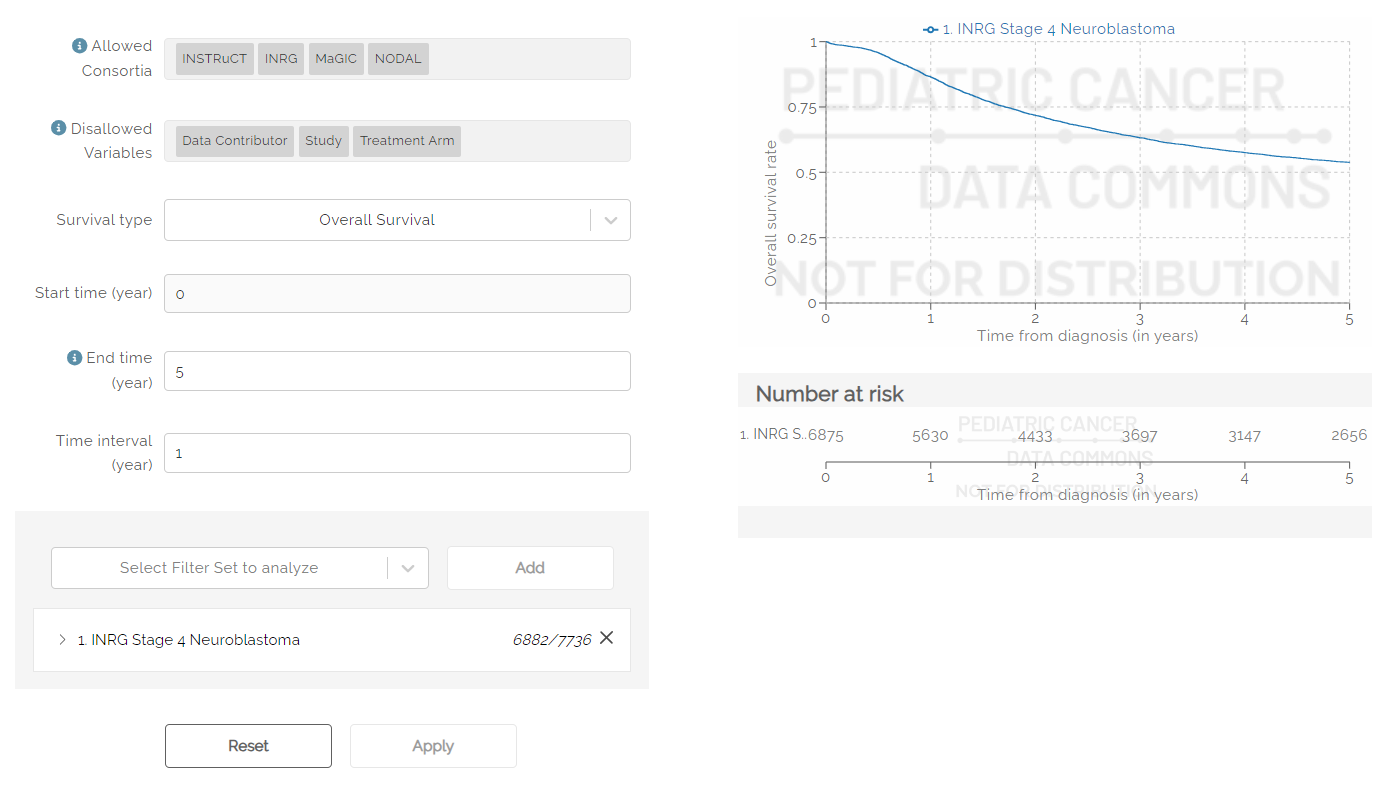 Allowed
Consortia
INSTRuCT INRG MaGIC NODAL
Disallowed
Variables
Data Contributor Study Treatment Arm
Survival type
Overall Survival
Start time (year)
0
End time
(year)
5
Time interval
(year)
1
Select Filter Set to analyze
Add
1. INRG Stage 4 Neuroblastoma
6882/7736
Reset
Apply
1. INRG Stage 4 Neuroblastoma
PEDIATRIC CANCER
DATA COMMONS
NOT FOR DISTRIBUTION
Overall survival rate
1
0.75
0.5
0.25
0
0 1 2 3 4 5
Time from diagnosis (in years)
Number at risk
PEDIATRIC CANCER
1. INRG S.. 6875 5630 4433 3697 3147 2656
DATA COMMONS
0 1 2 3 4 5
NOT FOR DISTRIBUTION
Time from diagnosis (in years)